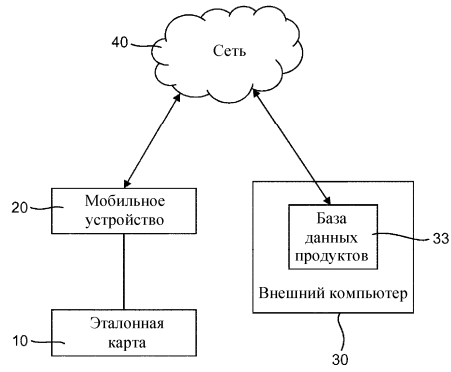 40
Сеть
20
Мобильное
устройство
База
данных
продуктов
33
Внешний компьютер
30
10
Эталонная
карта